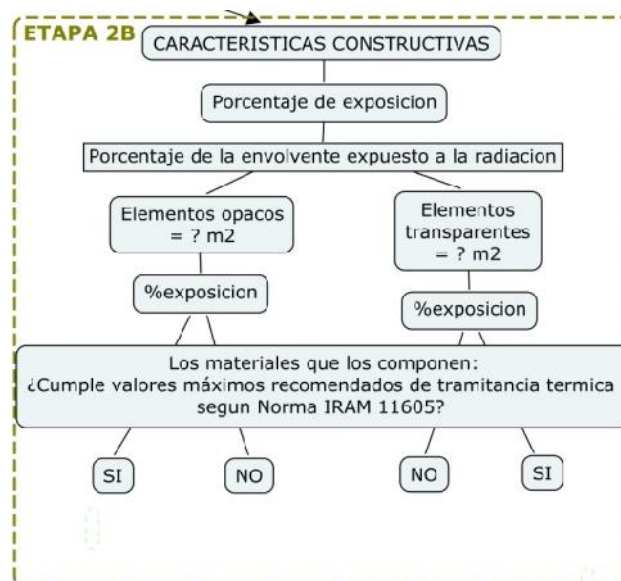 ETAPA 2B
CARACTERISTICAS CONSTRUCTIVAS
Porcentaje de exposicion
Porcentaje de la envolvente expuesto a la radiacion
Elementos opacos
= ? m2
Elementos
transparentes
= ? m2
%exposicion
%exposicion
Los materiales que los componen:
¿Cumple valores máximos recomendados de tramitancia termica
segun Norma IRAM 11605?
SI
NO
NO
SI